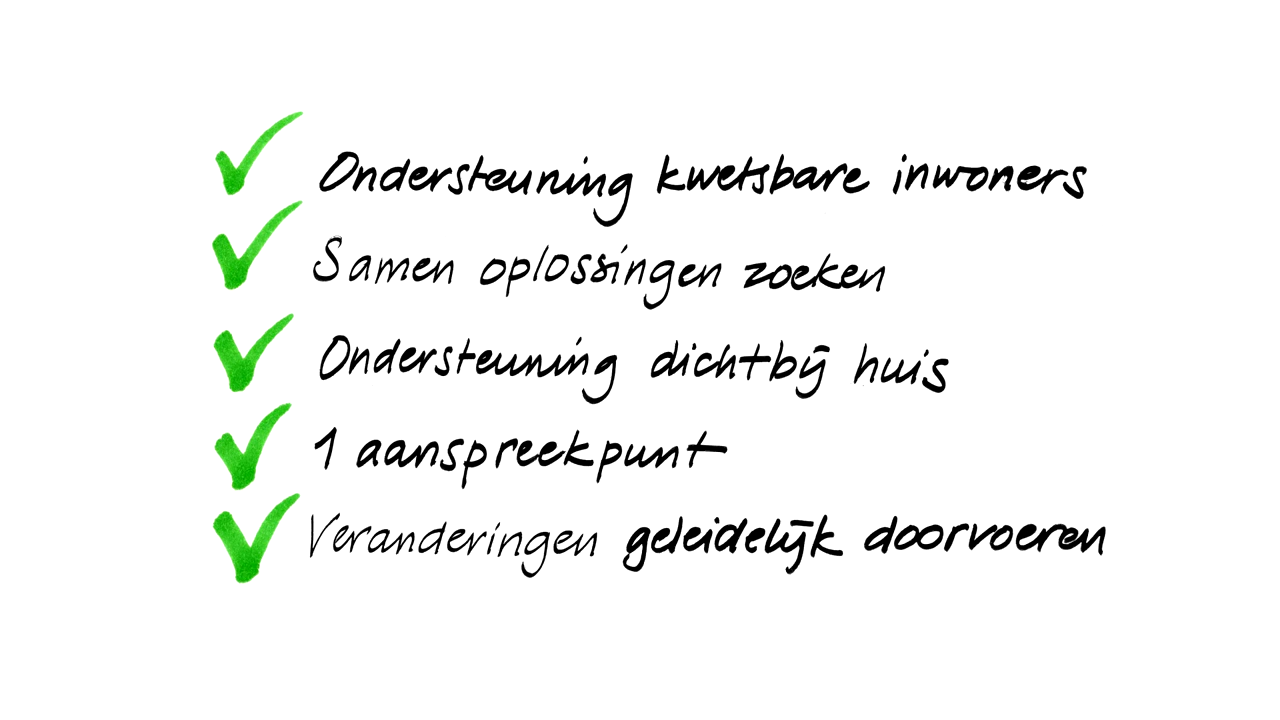 Ondersteuning kwetsbare inwoners
Samen oplossingen zoeken
Ondersteuning dichtbij huis
1 aanspreekpunt
Veranderingen geleidelijk doorvoeren